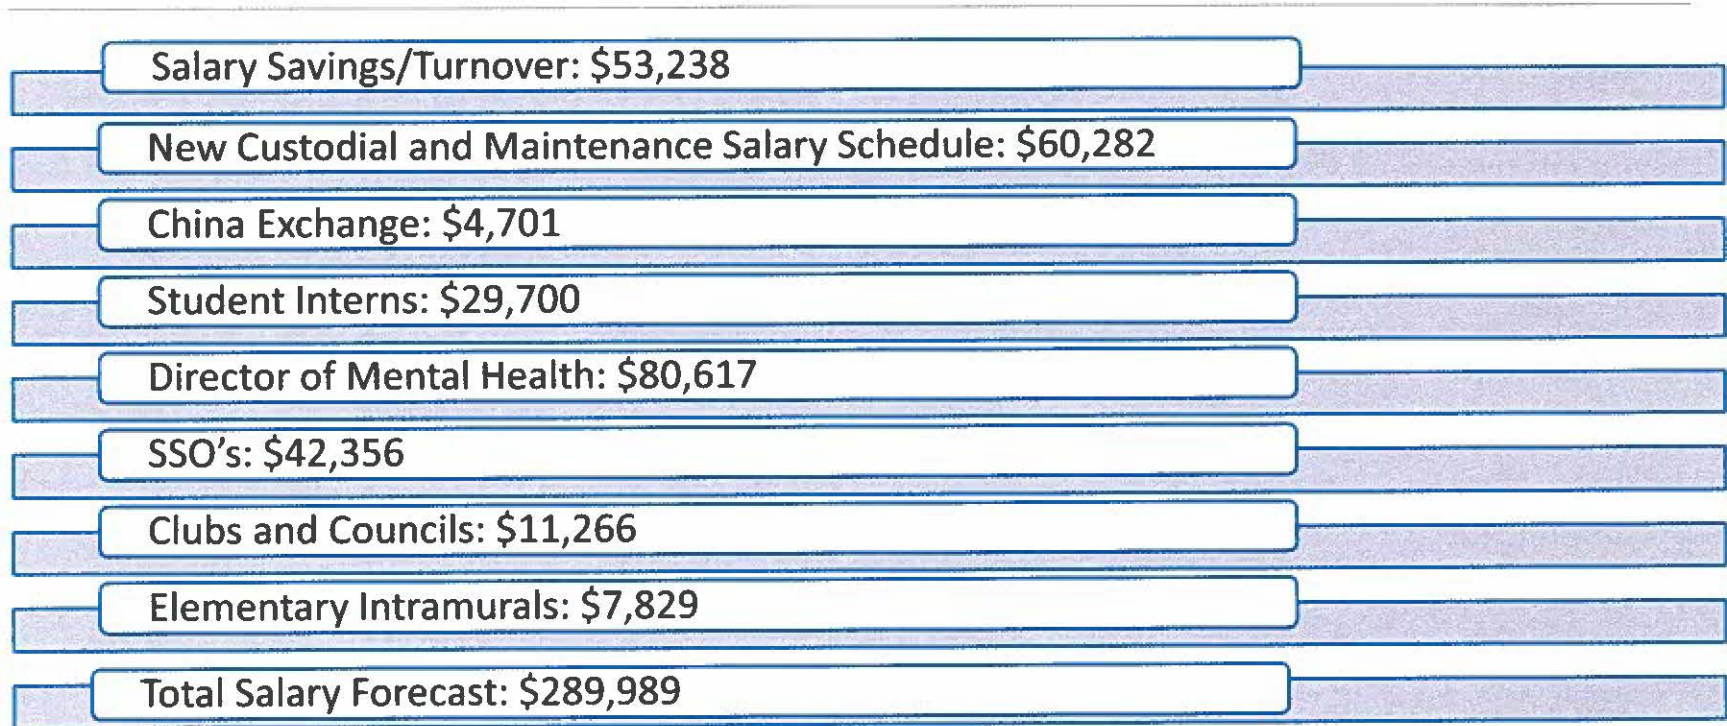 Salary Savings/Turnover: $53,238
New Custodial and Maintenance Salary Schedule: $60,282
China Exchange: $4,701
Student Interns: $29,700
Director of Mental Health: $80,617
SSO's: $42,356
Clubs and Councils: $11,266
Elementary Intramurals: $7,829
Total Salary Forecast: $289,989